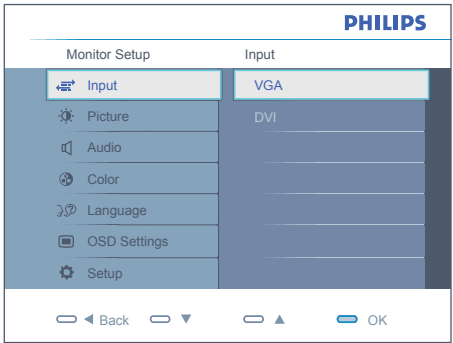 PHILIPS
Monitor Setup Input
Input VGA
Picture DVI
Audio
Color
Language
OSD Settings
Setup
Back OK